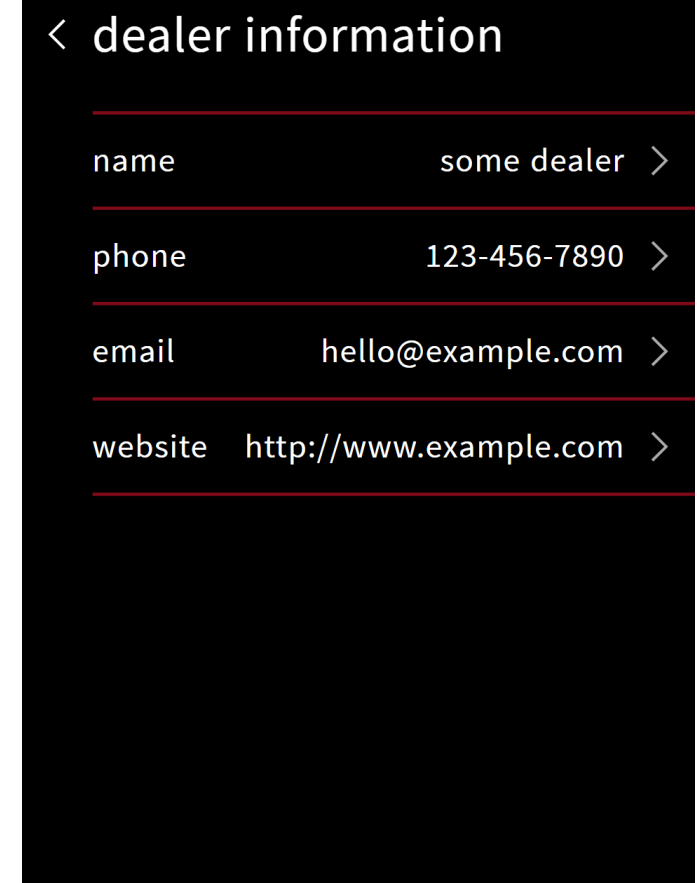 dealer information
name some dealer
phone 123-456-7890
email hello@example.com
website http://www.example.com